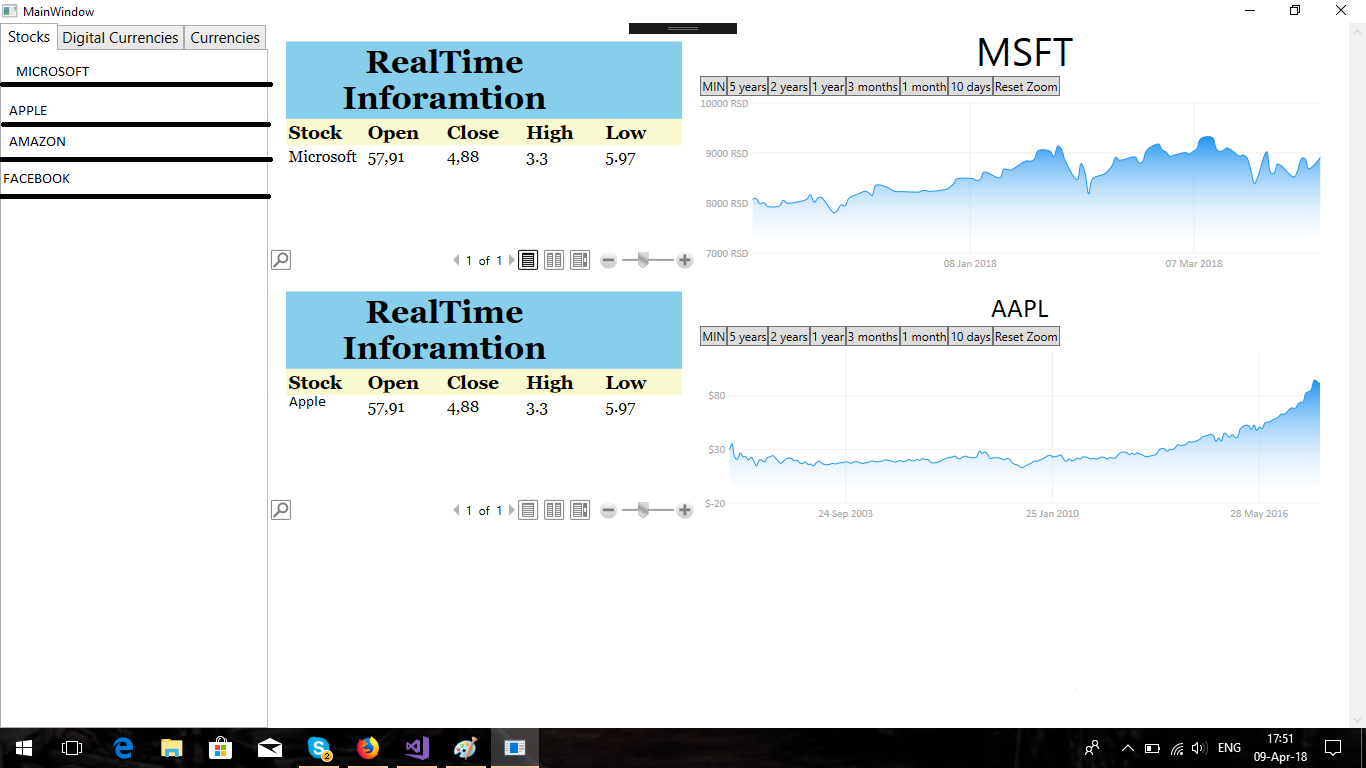 MainWindow
Stocks Digital Currencies Currencies
MICROSOFT
APPLE
AMAZON
FACEBOOK
RealTime
Inforamtion
Stock Open Close High Low
Microsoft 57,91 4,88 3.3 5.97
1 of 1
MSFT
MIN 5 years 2 years 1 year 3 months 1 month 10 days Reset Zoom
10000 RSD
9000 RSD
8000 RSD
7000 RSD
08 Jan 2018 07 Mar 2018
RealTime
Inforamtion
Stock Open Close High Low
Apple 57,91 4,88 3.3 5.97
1 of 1
AAPL
MIN 5 years 2 years 1 year 3 months 1 month 10 days Reset Zoom
$80
$30
$-20
24 Sep 2003 25 Jan 2010 28 May 2016
2
ENG
17:51
09-Apr-18